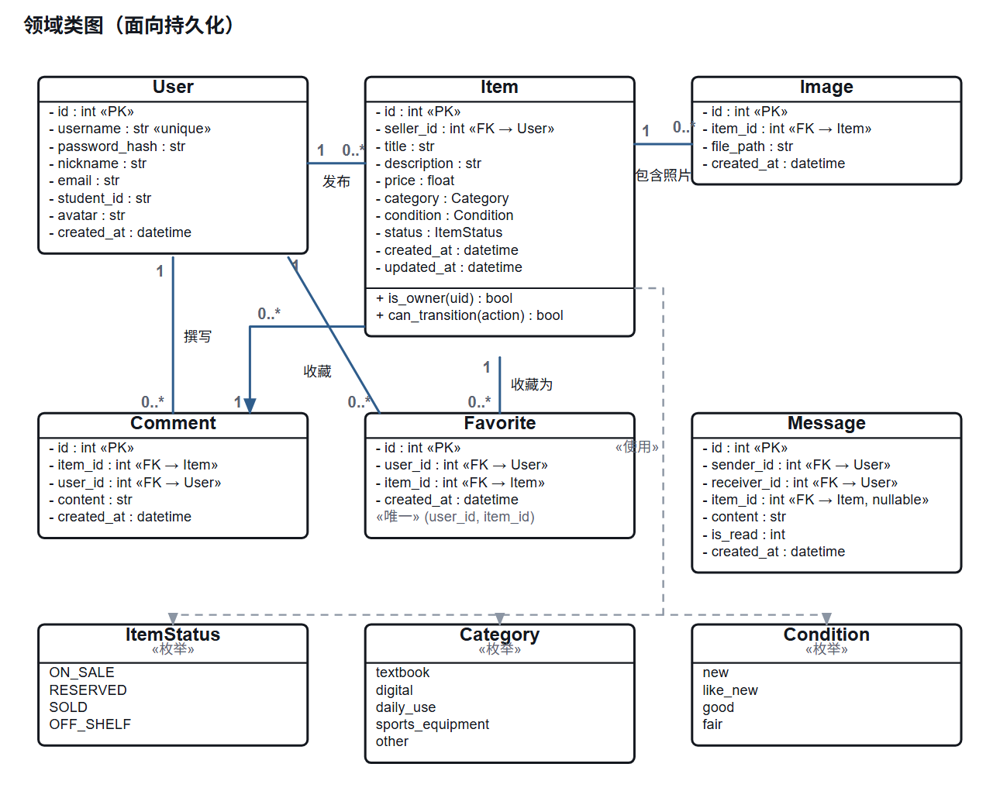 领域类图（面向持久化）
User
- id : int «PK»
- username : str «unique»
- password_hash : str
- nickname : str
- email : str
- student_id : str
- avatar : str
- created_at : datetime
1
0..*
发布
Item
- id : int «PK»
- seller_id : int «FK → User»
- title : str
- description : str
- price : float
- category : Category
- condition : Condition
- status : ItemStatus
- created_at : datetime
- updated_at : datetime
+ is_owner(uid) : bool
+ can_transition(action) : bool
1
0..*
包含照片
Image
- id : int «PK»
- item_id : int «FK → Item»
- file_path : str
- created_at : datetime
1
撰写
0..*
1
收藏
0..*
0..*
1
1
收藏为
0..*
«使用»
Comment
- id : int «PK»
- item_id : int «FK → Item»
- user_id : int «FK → User»
- content : str
- created_at : datetime
Favorite
- id : int «PK»
- user_id : int «FK → User»
- item_id : int «FK → Item»
- created_at : datetime
«唯一» (user_id, item_id)
Message
- id : int «PK»
- sender_id : int «FK → User»
- receiver_id : int «FK → User»
- item_id : int «FK → Item, nullable»
- content : str
- is_read : int
- created_at : datetime
ItemStatus
«枚举»
ON_SALE
RESERVED
SOLD
OFF_SHELF
Category
«枚举»
textbook
digital
daily_use
sports_equipment
other
Condition
«枚举»
new
like_new
good
fair